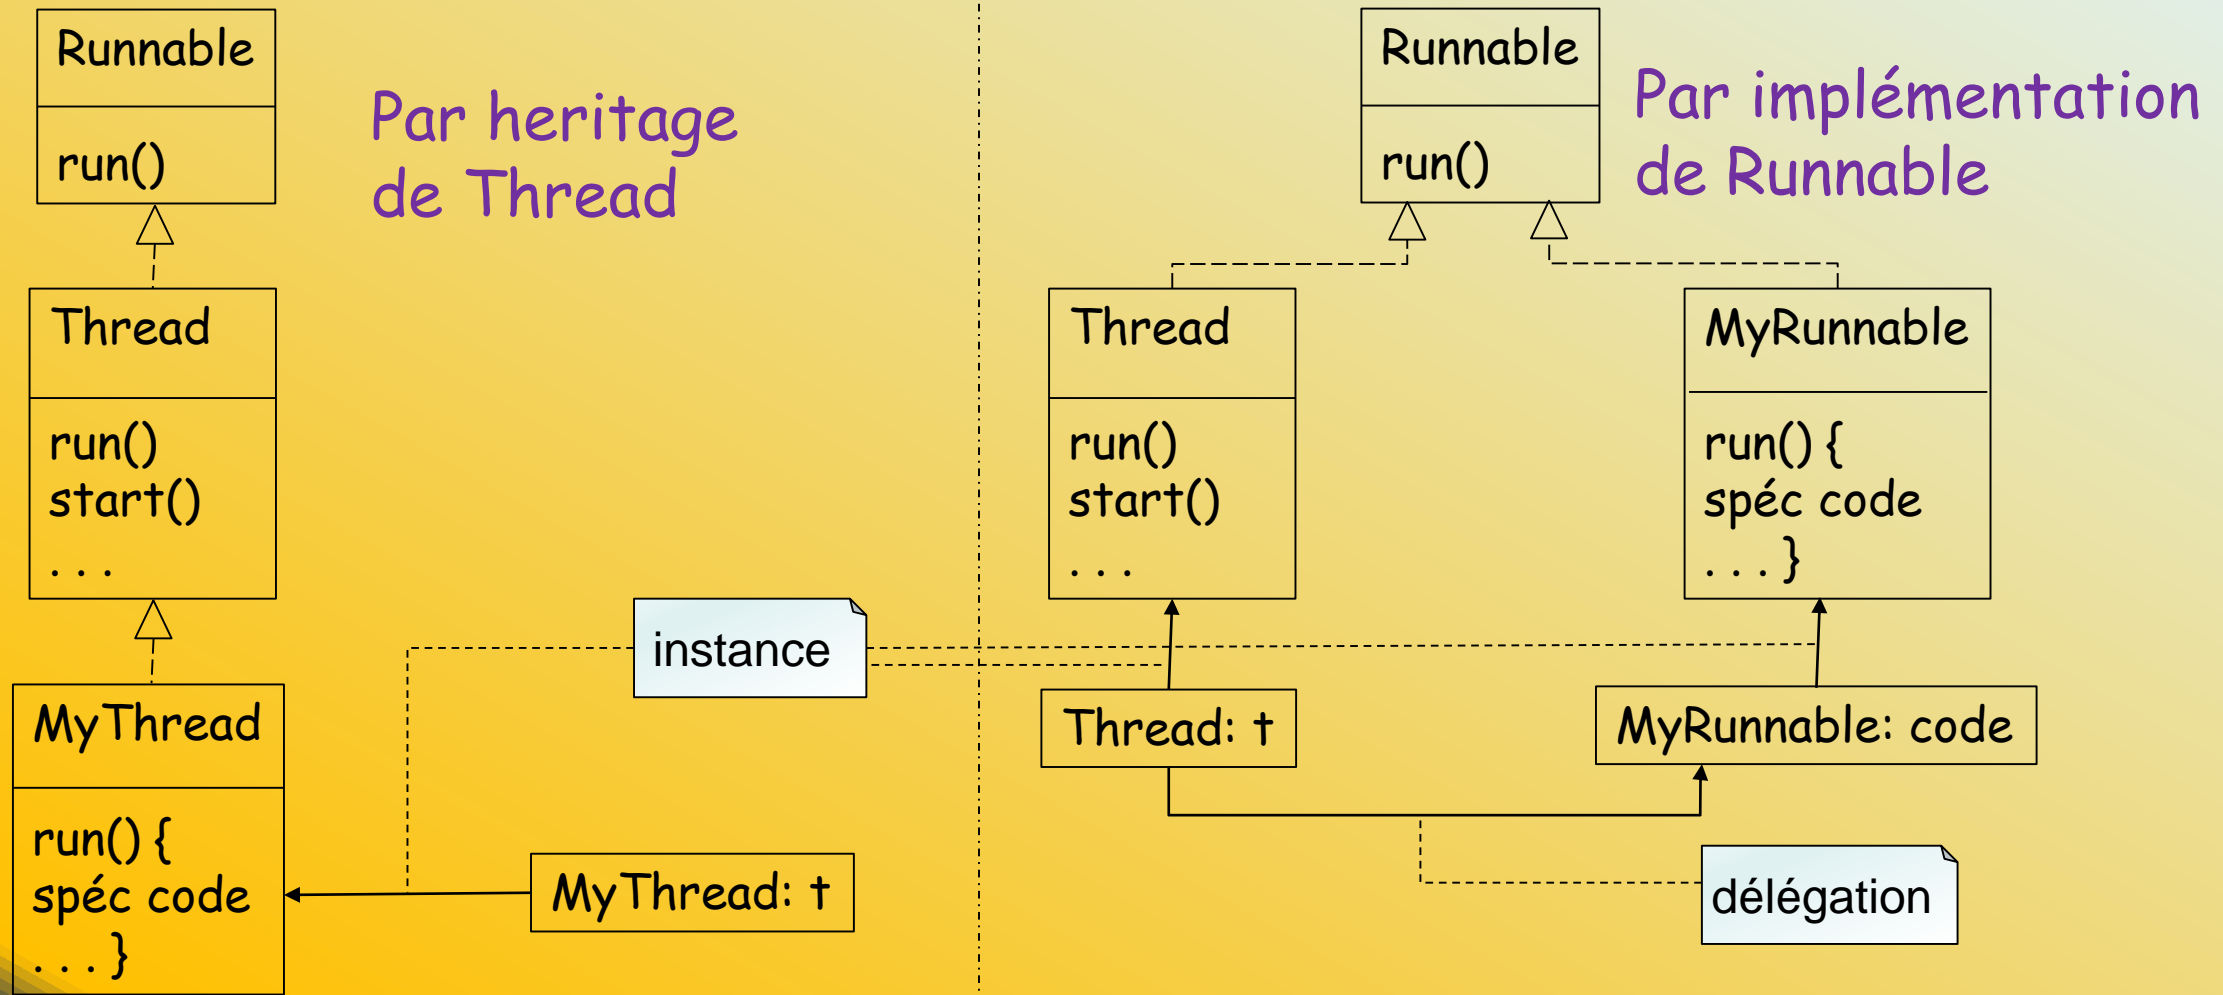 Runnable
run()
Par heritage
de Thread
Thread
run()
start()
. . .
MyThread
run() {
spéc code
. . . }
MyThread: t
instance
Runnable
run()
Par implémentation
de Runnable
Thread
run()
start()
. . .
MyRunnable
run() {
spéc code
. . . }
Thread: t
MyRunnable: code
délégation